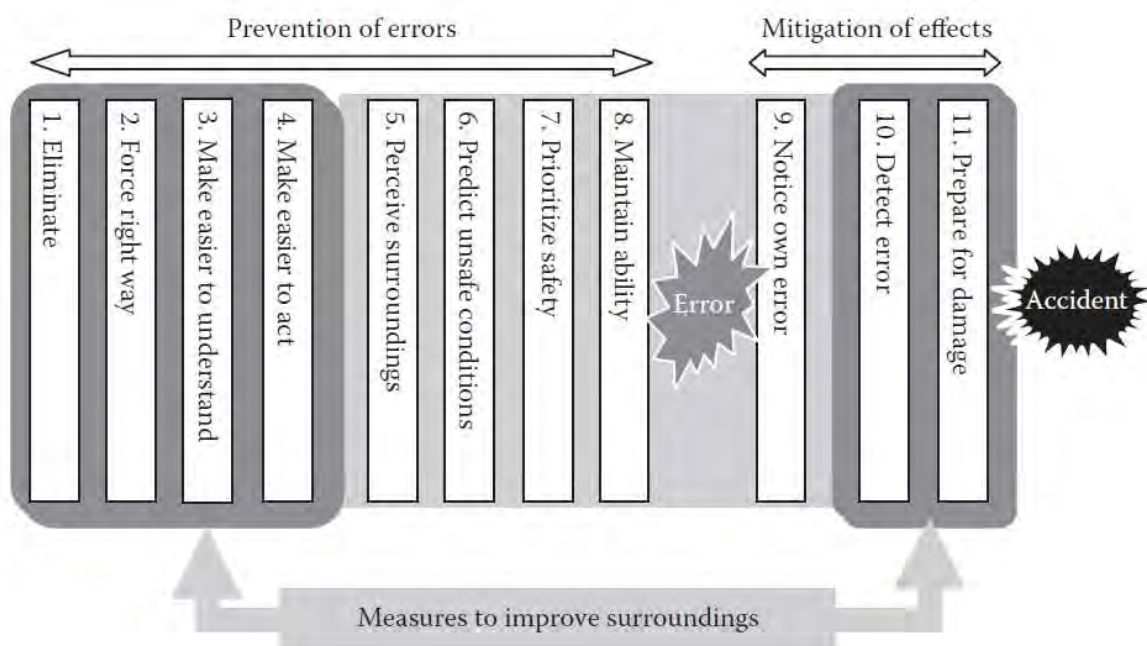 Prevention of errors
Mitigation of effects
1. Eliminate
2. Force right way
3. Make easier to understand
4. Make easier to act
5. Perceive surroundings
6. Predict unsafe conditions
7. Prioritize safety
8. Maintain ability
Error
9. Notice own error
10. Detect error
11. Prepare for damage
Accident
Measures to improve surroundings